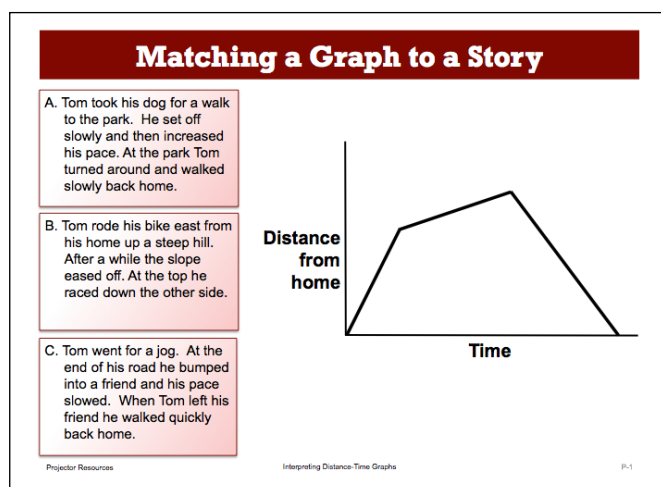 Matching a Graph to a Story
A. Tom took his dog for a walk
to the park. He set off
slowly and then increased
his pace. At the park Tom
turned around and walked
slowly back home.
B. Tom rode his bike east from
his home up a steep hill.
After a while the slope
eased off. At the top he
raced down the other side.
C. Tom went for a jog. At the
end of his road he bumped
into a friend and his pace
slowed. When Tom left his
friend he walked quickly
back home.
Distance
from
home
Time
Projector Resources
Interpreting Distance-Time Graphs
P-1